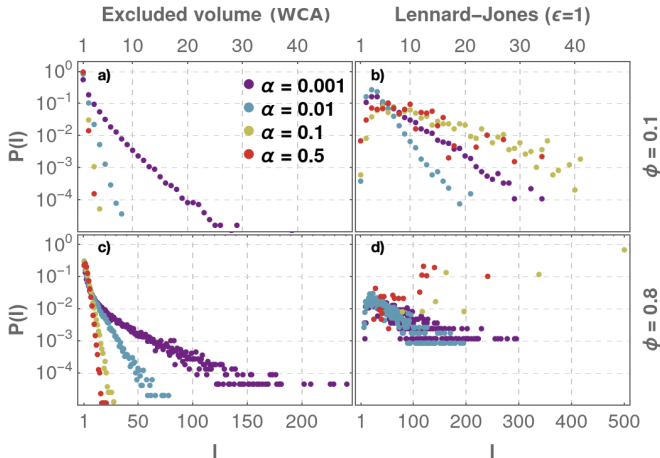 Excluded volume (WCA)
Lennard–Jones (ϵ=1)
1 10 20 30 40
1 10 20 30 40
10⁰
10⁻¹
10⁻²
10⁻³
10⁻⁴
P(l)
a)
α = 0.001
α = 0.01
α = 0.1
α = 0.5
b)
ϕ = 0.1
10⁰
10⁻¹
10⁻²
10⁻³
10⁻⁴
P(l)
c)
d)
ϕ = 0.8
1 50 100 150 200
1 100 200 300 400 500
l
l